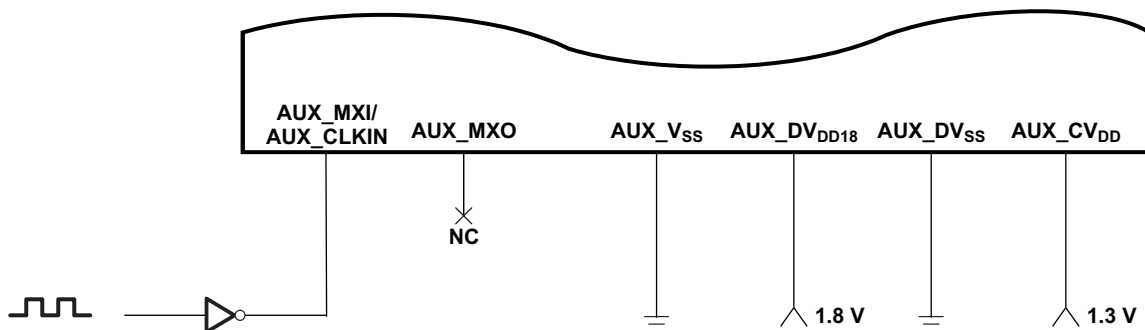 AUX_MXI/
AUX_CLKIN
AUX_MXO
AUX_VSS
AUX_DVDD18
AUX_DVSS
AUX_CVDD
NC
1.8 V
1.3 V